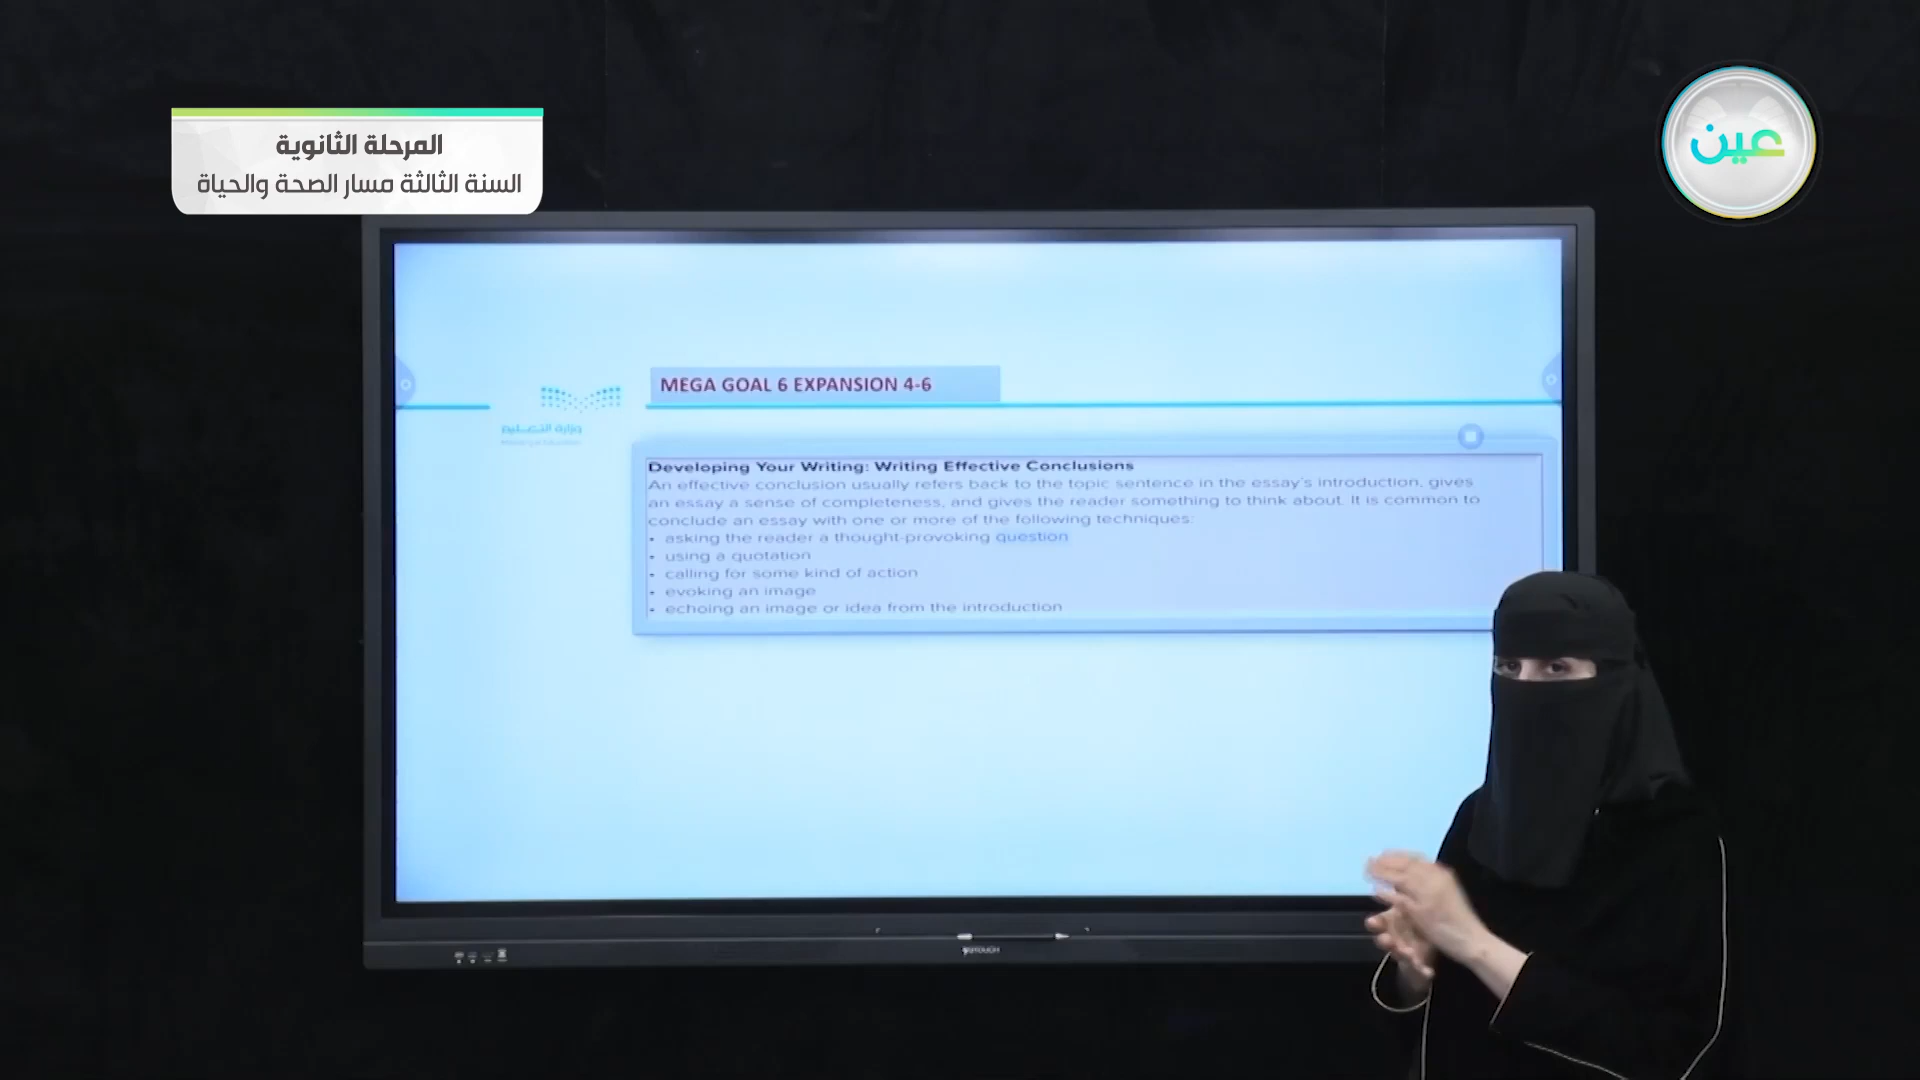 المرحلة الثانوية
السنة الثالثة مسار الصحة والحياة
عين
MEGA GOAL 6 EXPANSION 4-6
وزارة التعليم
Developing Your Writing: Writing Effective Conclusions
An effective conclusion usually refers back to the topic sentence in the essay's introduction, gives
an essay a sense of completeness, and gives the reader something to think about. It is common to
conclude an essay with one or more of the following techniques:
• asking the reader a thought-provoking question
• using a quotation
• calling for some kind of action
• evoking an image
• echoing an image or idea from the introduction